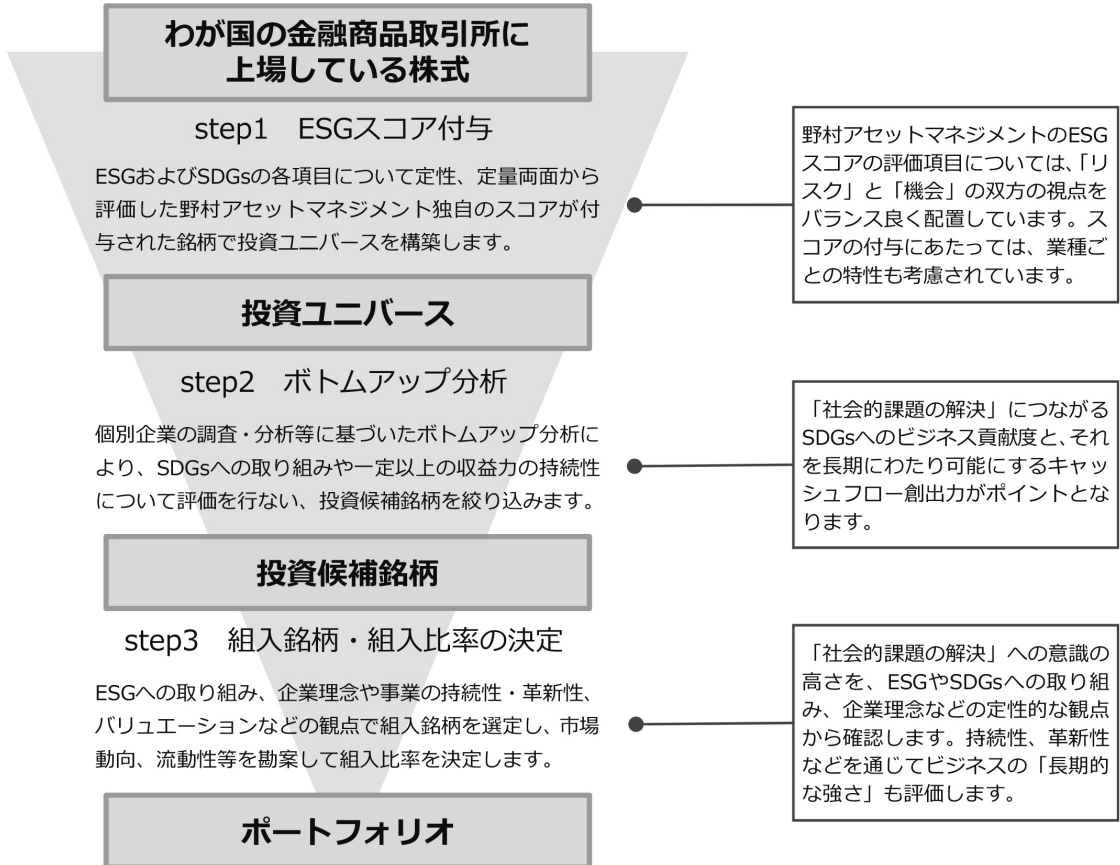 わが国の金融商品取引所に
上場している株式
step1 ESGスコア付与
ESGおよびSDGsの各項目について定性、定量両面から
評価した野村アセットマネジメント独自のスコアが付
与された銘柄で投資ユニバースを構築します。
野村アセットマネジメントのESG
スコアの評価項目については、「リ
スク」と「機会」の双方の視点を
バランス良く配置しています。ス
コアの付与にあたっては、業種ご
との特性も考慮されています。
投資ユニバース
step2 ボトムアップ分析
個別企業の調査・分析等に基づいたボトムアップ分析に
より、SDGsへの取り組みや一定以上の収益力の持続性
について評価を行ない、投資候補銘柄を絞り込みます。
「社会的課題の解決」につながる
SDGsへのビジネス貢献度と、それ
を長期にわたり可能にするキャッ
シュフロー創出力がポイントとな
ります。
投資候補銘柄
step3 組入銘柄・組入比率の決定
ESGへの取り組み、企業理念や事業の持続性・革新性、
バリュエーションなどの観点で組入銘柄を選定し、市場
動向、流動性等を勘案して組入比率を決定します。
「社会的課題の解決」への意識の
高さを、ESGやSDGsへの取り組
み、企業理念などの定性的な観点
から確認します。持続性、革新性
などを通じてビジネスの「長期的
な強さ」も評価します。
ポートフォリオ